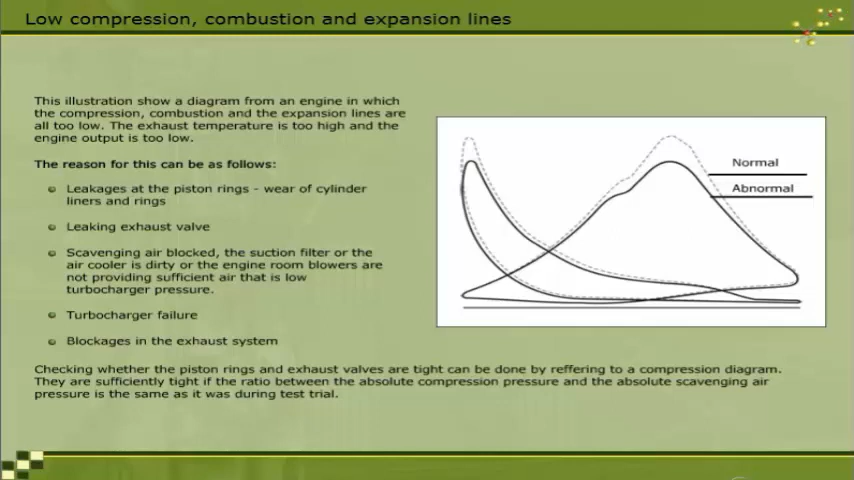 Low compression, combustion and expansion lines
This illustration show a diagram from an engine in which
the compression, combustion and the expansion lines are
all too low. The exhaust temperature is too high and the
engine output is too low.
The reason for this can be as follows:
Leakages at the piston rings - wear of cylinder
liners and rings
Leaking exhaust valve
Scavenging air blocked, the suction filter or the
air cooler is dirty or the engine room blowers are
not providing sufficient air that is low
turbocharger pressure.
Turbocharger failure
Blockages in the exhaust system
Normal
Abnormal
Checking whether the piston rings and exhaust valves are tight can be done by reffering to a compression diagram.
They are sufficiently tight if the ratio between the absolute compression pressure and the absolute scavenging air
pressure is the same as it was during test trial.